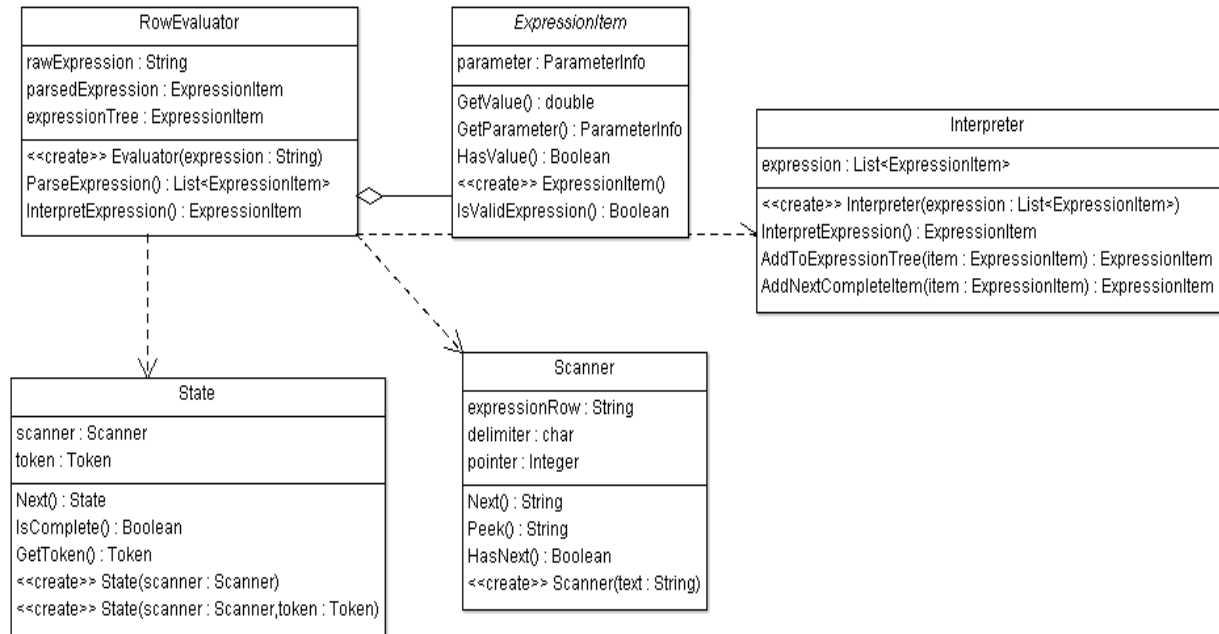 RowEvaluator
rawExpression : String
parsedExpression : ExpressionItem
expressionTree : ExpressionItem
<<create>> Evaluator(expression : String)
ParseExpression() : List<ExpressionItem>
InterpretExpression() : ExpressionItem
ExpressionItem
parameter : ParameterInfo
GetValue() : double
GetParameter() : ParameterInfo
HasValue() : Boolean
<<create>> ExpressionItem()
IsValidExpression() : Boolean
Interpreter
expression : List<ExpressionItem>
<<create>> Interpreter(expression : List<ExpressionItem>)
InterpretExpression() : ExpressionItem
AddToExpressionTree(item : ExpressionItem) : ExpressionItem
AddNextCompleteItem(item : ExpressionItem) : ExpressionItem
State
scanner : Scanner
token : Token
Next() : State
IsComplete() : Boolean
GetToken() : Token
<<create>> State(scanner : Scanner)
<<create>> State(scanner : Scanner,token : Token)
Scanner
expressionRow : String
delimiter : char
pointer : Integer
Next() : String
Peek() : String
HasNext() : Boolean
<<create>> Scanner(text : String)